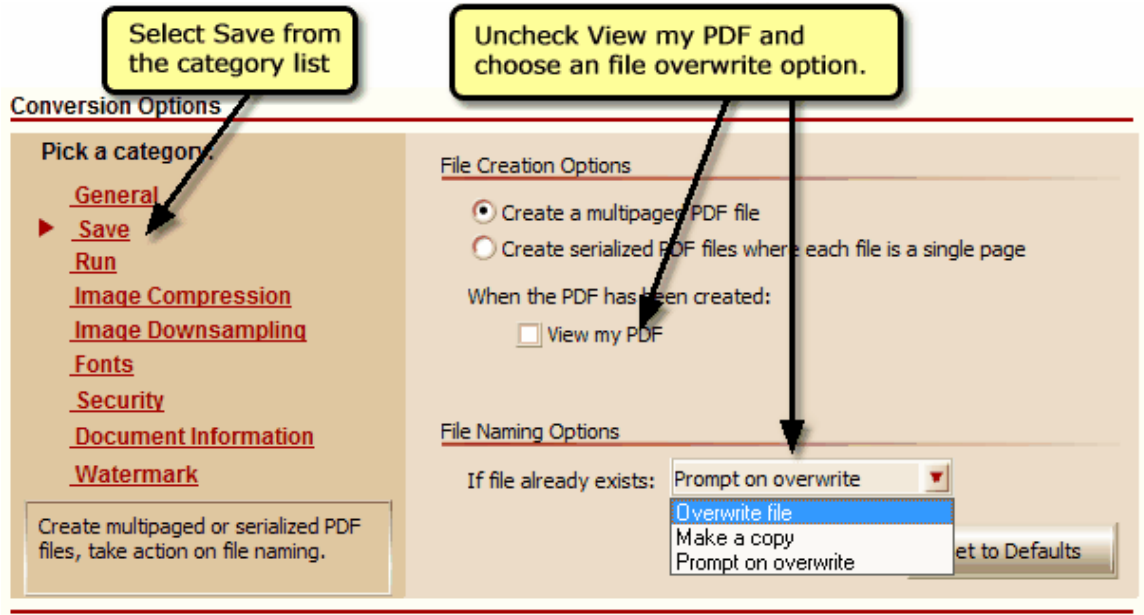 Select Save from
the category list
Uncheck View my PDF and
choose an file overwrite option.
Conversion Options
Pick a category:
General
Save
Run
Image Compression
Image Downsampling
Fonts
Security
Document Information
Watermark
Create multipaged or serialized PDF
files, take action on file naming.
File Creation Options
Create a multipaged PDF file
Create serialized PDF files where each file is a single page
When the PDF has been created:
View my PDF
File Naming Options
If file already exists: Prompt on overwrite
Overwrite file
Make a copy
Prompt on overwrite
et to Defaults